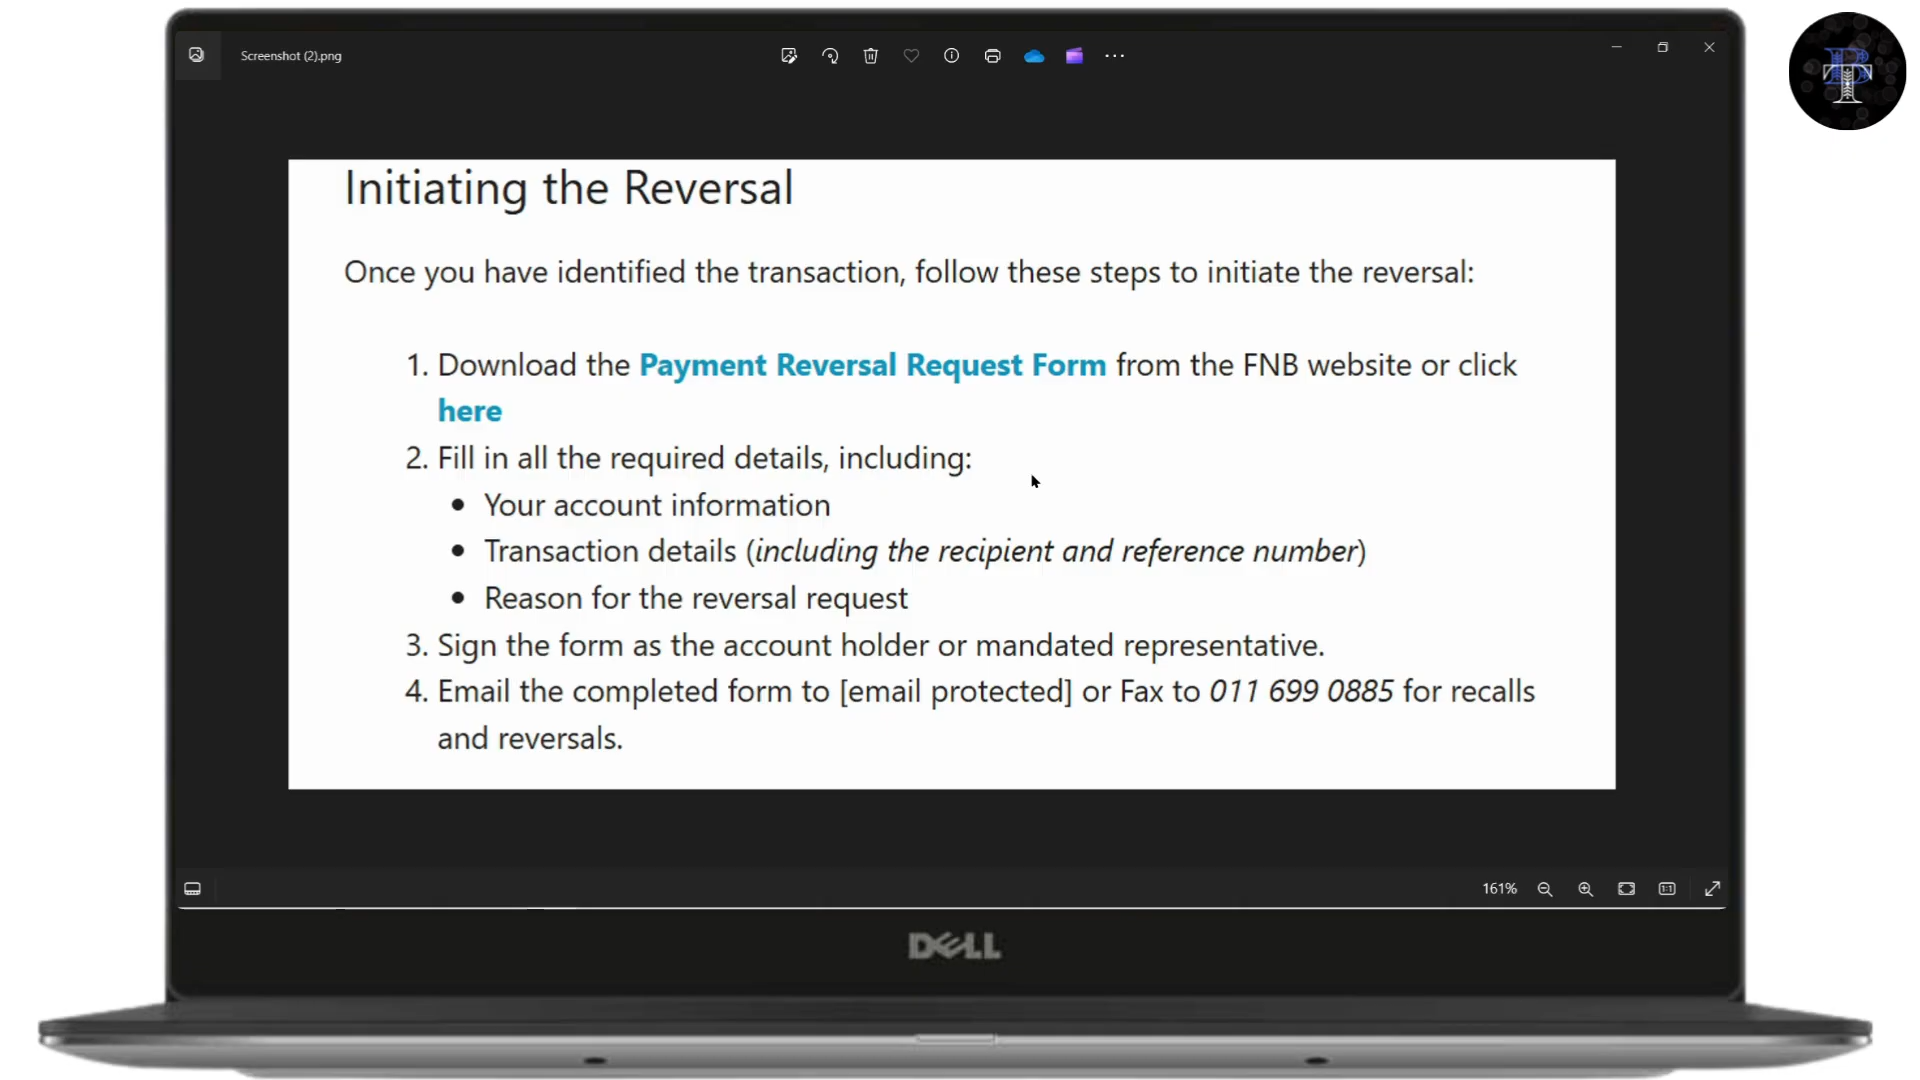 Screenshot (2).png
Initiating the Reversal
Once you have identified the transaction, follow these steps to initiate the reversal:
1. Download the Payment Reversal Request Form from the FNB website or click
here
2. Fill in all the required details, including:
• Your account information
• Transaction details (including the recipient and reference number)
• Reason for the reversal request
3. Sign the form as the account holder or mandated representative.
4. Email the completed form to [email protected] or Fax to 011 699 0885 for recalls
and reversals.
161%
DELL